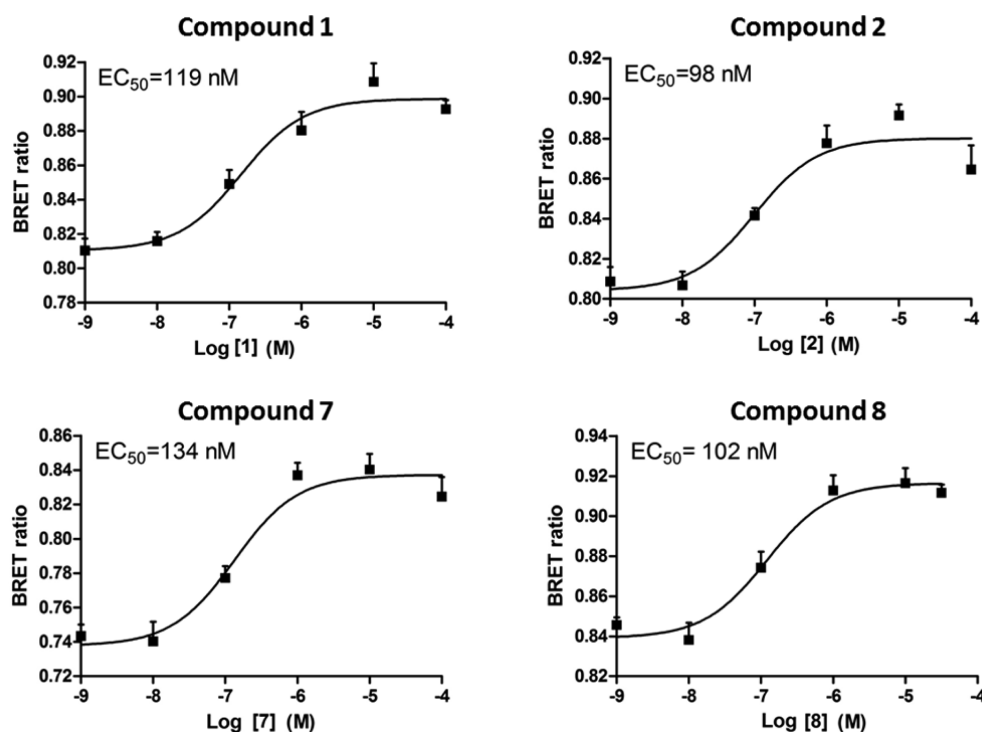 Compound 1
EC50=119 nM
BRET ratio
0.92
0.90
0.88
0.86
0.84
0.82
0.80
0.78
-9 -8 -7 -6 -5 -4
Log [1] (M)
Compound 2
EC50=98 nM
BRET ratio
0.92
0.90
0.88
0.86
0.84
0.82
0.80
-9 -8 -7 -6 -5 -4
Log [2] (M)
Compound 7
EC50=134 nM
BRET ratio
0.86
0.84
0.82
0.80
0.78
0.76
0.74
0.72
-9 -8 -7 -6 -5 -4
Log [7] (M)
Compound 8
EC50= 102 nM
BRET ratio
0.94
0.92
0.90
0.88
0.86
0.84
0.82
-9 -8 -7 -6 -5 -4
Log [8] (M)